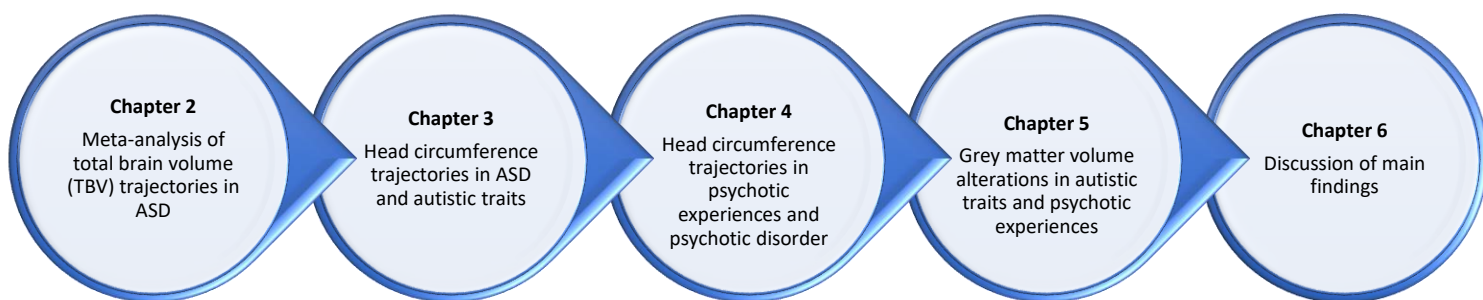 Chapter 2
Meta-analysis of
total brain volume
(TBV) trajectories in
ASD
Chapter 3
Head circumference
trajectories in ASD
and autistic traits
Chapter 4
Head circumference
trajectories in
psychotic
experiences and
psychotic disorder
Chapter 5
Grey matter volume
alterations in autistic
traits and psychotic
experiences
Chapter 6
Discussion of main
findings